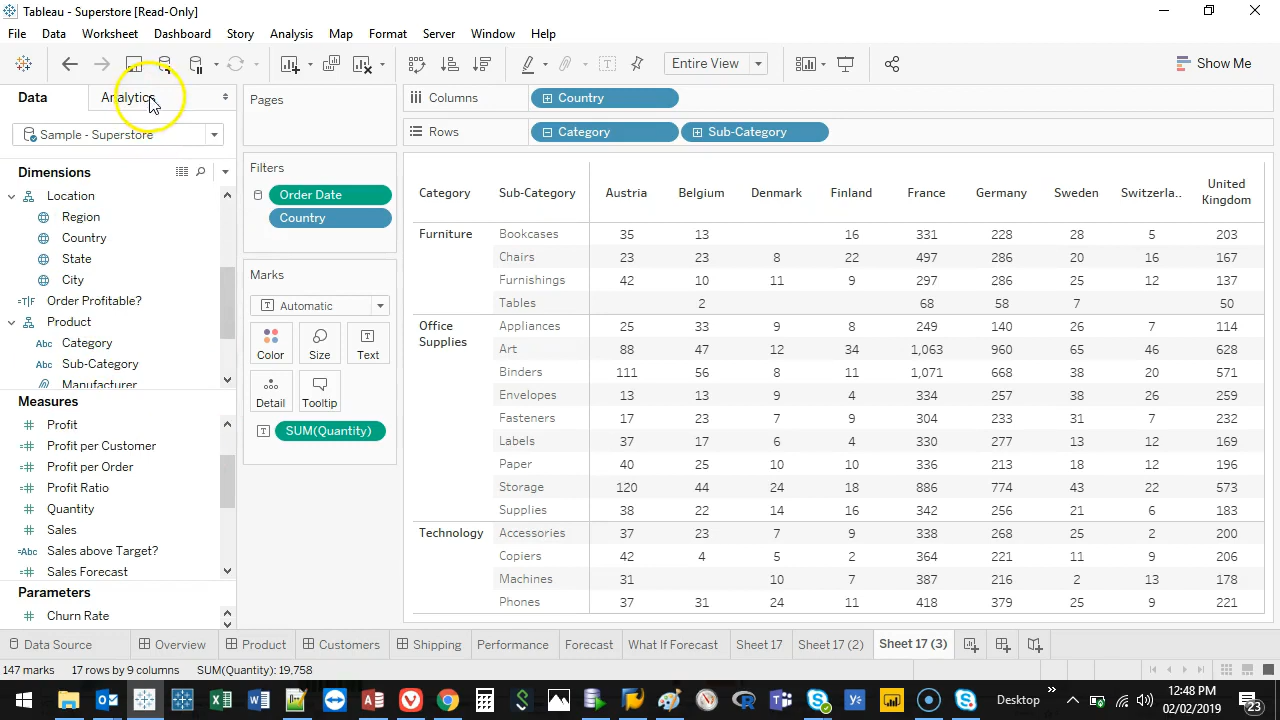 Tableau - Superstore [Read-Only]
File Data Worksheet Dashboard Story Analysis Map Format Server Window Help
Entire View Show Me
Data Analytics
Sample - Superstore
Dimensions
Location
Region
Country
State
City
Order Profitable?
Product
Abc Category
Abc Sub-Category
Manufacturer
Measures
Profit
Profit per Customer
Profit per Order
Profit Ratio
Quantity
Sales
Sales above Target?
Sales Forecast
Parameters
Churn Rate
Pages
Filters
Order Date
Country
Marks
Automatic
Color Size Text
Detail Tooltip
SUM(Quantity)
Columns Country
Rows Category Sub-Category
Category Sub-Category Austria Belgium Denmark Finland France Germany Sweden Switzerla.. United Kingdom
Furniture Bookcases 35 13 16 331 228 28 5 203
Chairs 23 23 8 22 497 286 20 16 167
Furnishings 42 10 11 9 297 286 25 12 137
Tables 2 68 58 7 50
Office Supplies Appliances 25 33 9 8 249 140 26 7 114
Art 88 47 12 34 1,063 960 65 46 628
Binders 111 56 8 11 1,071 668 38 20 571
Envelopes 13 13 9 4 334 257 38 26 259
Fasteners 17 23 7 9 304 233 31 7 232
Labels 37 17 6 4 330 277 13 12 169
Paper 40 25 10 10 336 213 18 12 196
Storage 120 44 24 18 886 774 43 22 573
Supplies 38 22 14 16 342 256 21 6 183
Technology Accessories 37 23 7 9 338 268 25 2 200
Copiers 42 4 5 2 364 221 11 9 206
Machines 31 10 7 387 216 2 13 178
Phones 37 31 24 11 418 379 25 9 221
Data Source Overview Product Customers Shipping Performance Forecast What If Forecast Sheet 17 Sheet 17 (2) Sheet 17 (3)
147 marks 17 rows by 9 columns SUM(Quantity): 19,758
Desktop
12:48 PM
02/02/2019
23